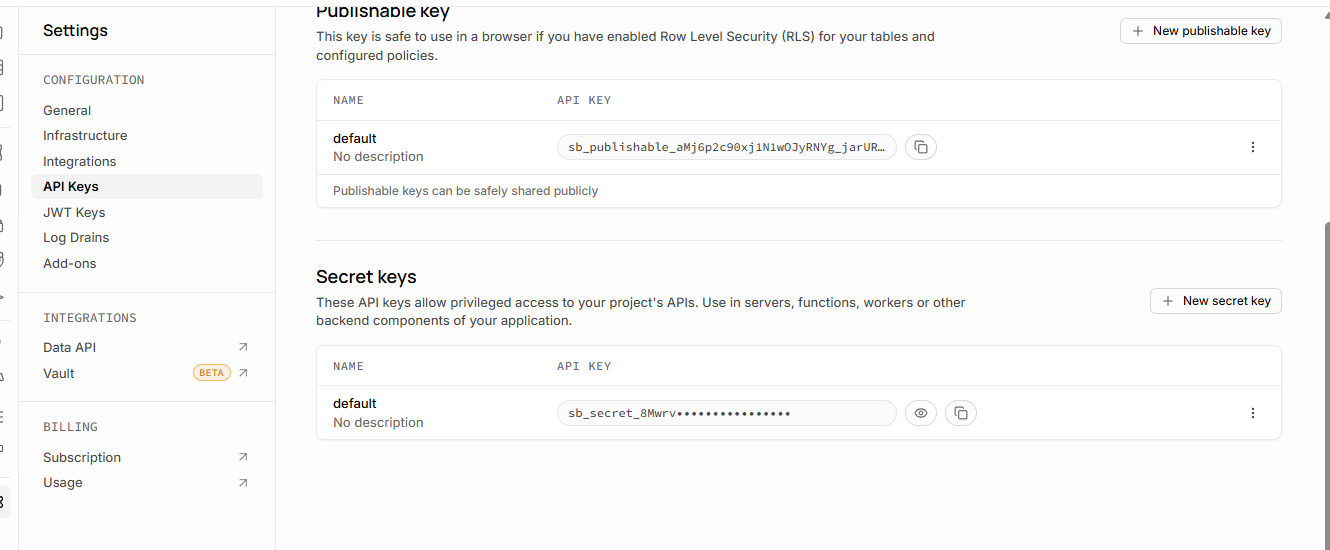 Settings
CONFIGURATION
General
Infrastructure
Integrations
API Keys
JWT Keys
Log Drains
Add-ons
INTEGRATIONS
Data API
Vault BETA
BILLING
Subscription
Usage
Publishable key
This key is safe to use in a browser if you have enabled Row Level Security (RLS) for your tables and
configured policies.
New publishable key
NAME API KEY
default
No description
sb_publishable_aMj6p2c90xj1N1wOJyRNYg_jarUR…
Publishable keys can be safely shared publicly
Secret keys
These API keys allow privileged access to your project's APIs. Use in servers, functions, workers or other
backend components of your application.
New secret key
NAME API KEY
default
No description
sb_secret_8Mwrv••••••••••••••••